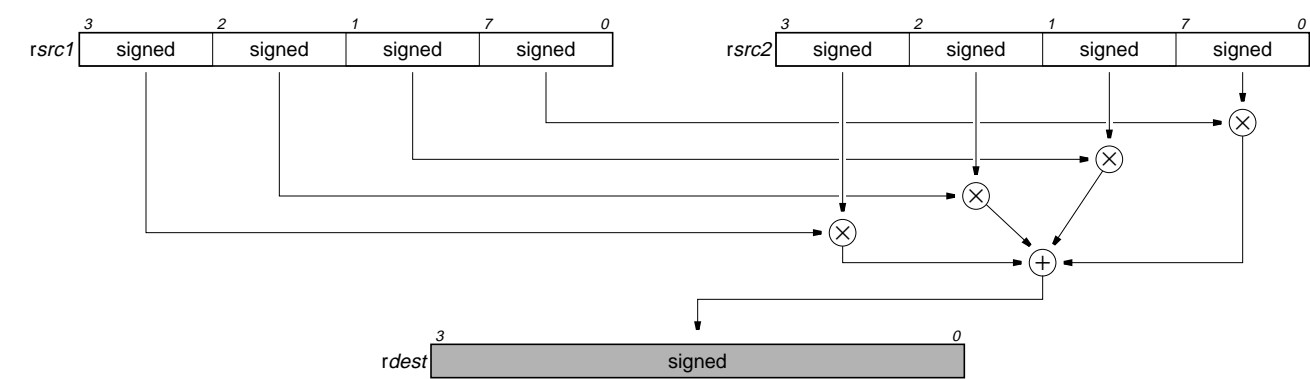 3 2 1 7 0 3 2 1 7 0
rsrc1 signed signed signed signed rsrc2 signed signed signed signed
3 0
rdest signed